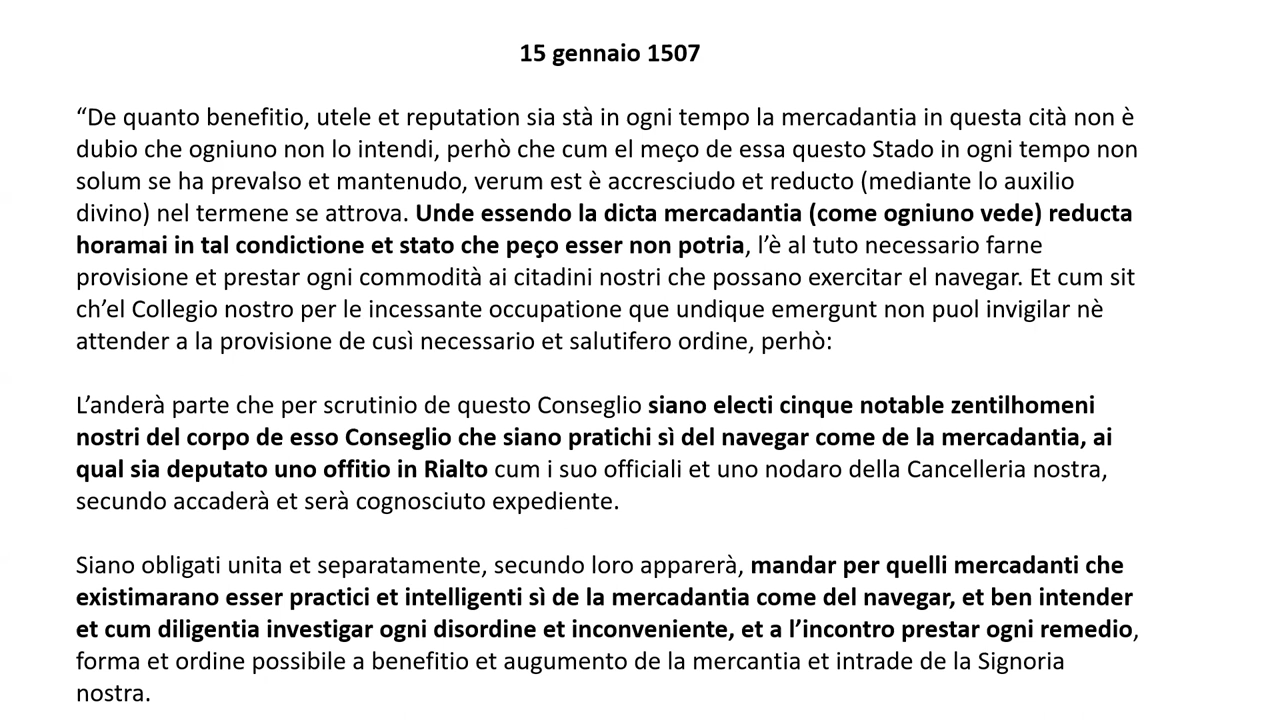 15 gennaio 1507
“De quanto benefitio, utele et reputation sia stà in ogni tempo la mercadantia in questa cità non è
dubio che ogniuno non lo intendi, perhò che cum el meço de essa questo Stado in ogni tempo non
solum se ha prevalso et mantenudo, verum est è accresciudo et reducto (mediante lo auxilio
divino) nel termene se attrova. Unde essendo la dicta mercadantia (come ogniuno vede) reducta
horamai in tal condictione et stato che peço esser non potria, l’è al tuto necessario farne
provisione et prestar ogni commodità ai citadini nostri che possano exercitar el navegar. Et cum sit
ch’el Collegio nostro per le incessante occupatione que undique emergunt non puol invigilar nè
attender a la provisione de cusì necessario et salutifero ordine, perhò:
L’anderà parte che per scrutinio de questo Conseglio siano electi cinque notable zentilhomeni
nostri del corpo de esso Conseglio che siano pratichi sì del navegar come de la mercadantia, ai
qual sia deputato uno offitio in Rialto cum i suo officiali et uno nodaro della Cancelleria nostra,
secundo accaderà et serà cognosciuto expediente.
Siano obligati unita et separatamente, secundo loro apparerà, mandar per quelli mercadanti che
existimarano esser practici et intelligenti sì de la mercadantia come del navegar, et ben intender
et cum diligentia investigar ogni disordine et inconveniente, et a l’incontro prestar ogni remedio,
forma et ordine possibile a benefitio et augumento de la mercantia et intrade de la Signoria
nostra.